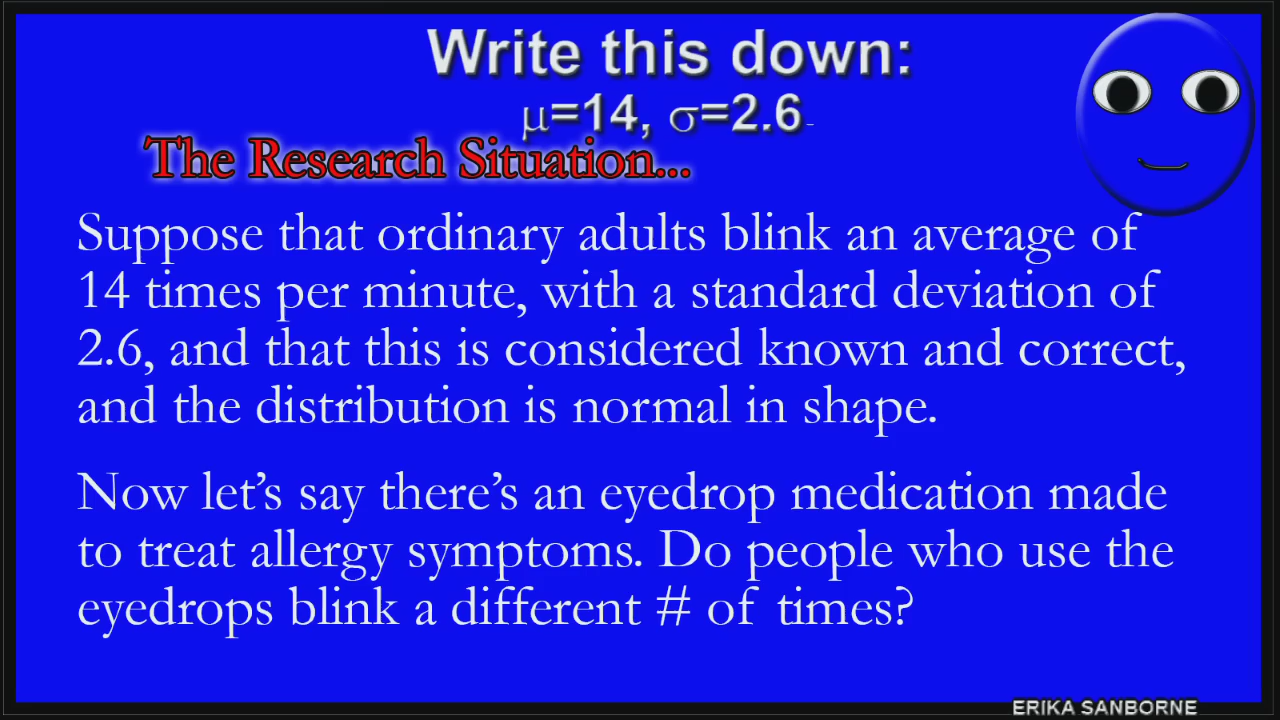 Write this down:
μ=14, σ=2.6
The Research Situation...
Suppose that ordinary adults blink an average of
14 times per minute, with a standard deviation of
2.6, and that this is considered known and correct,
and the distribution is normal in shape.
Now let's say there's an eyedrop medication made
to treat allergy symptoms. Do people who use the
eyedrops blink a different # of times?
ERIKA SANBORNE